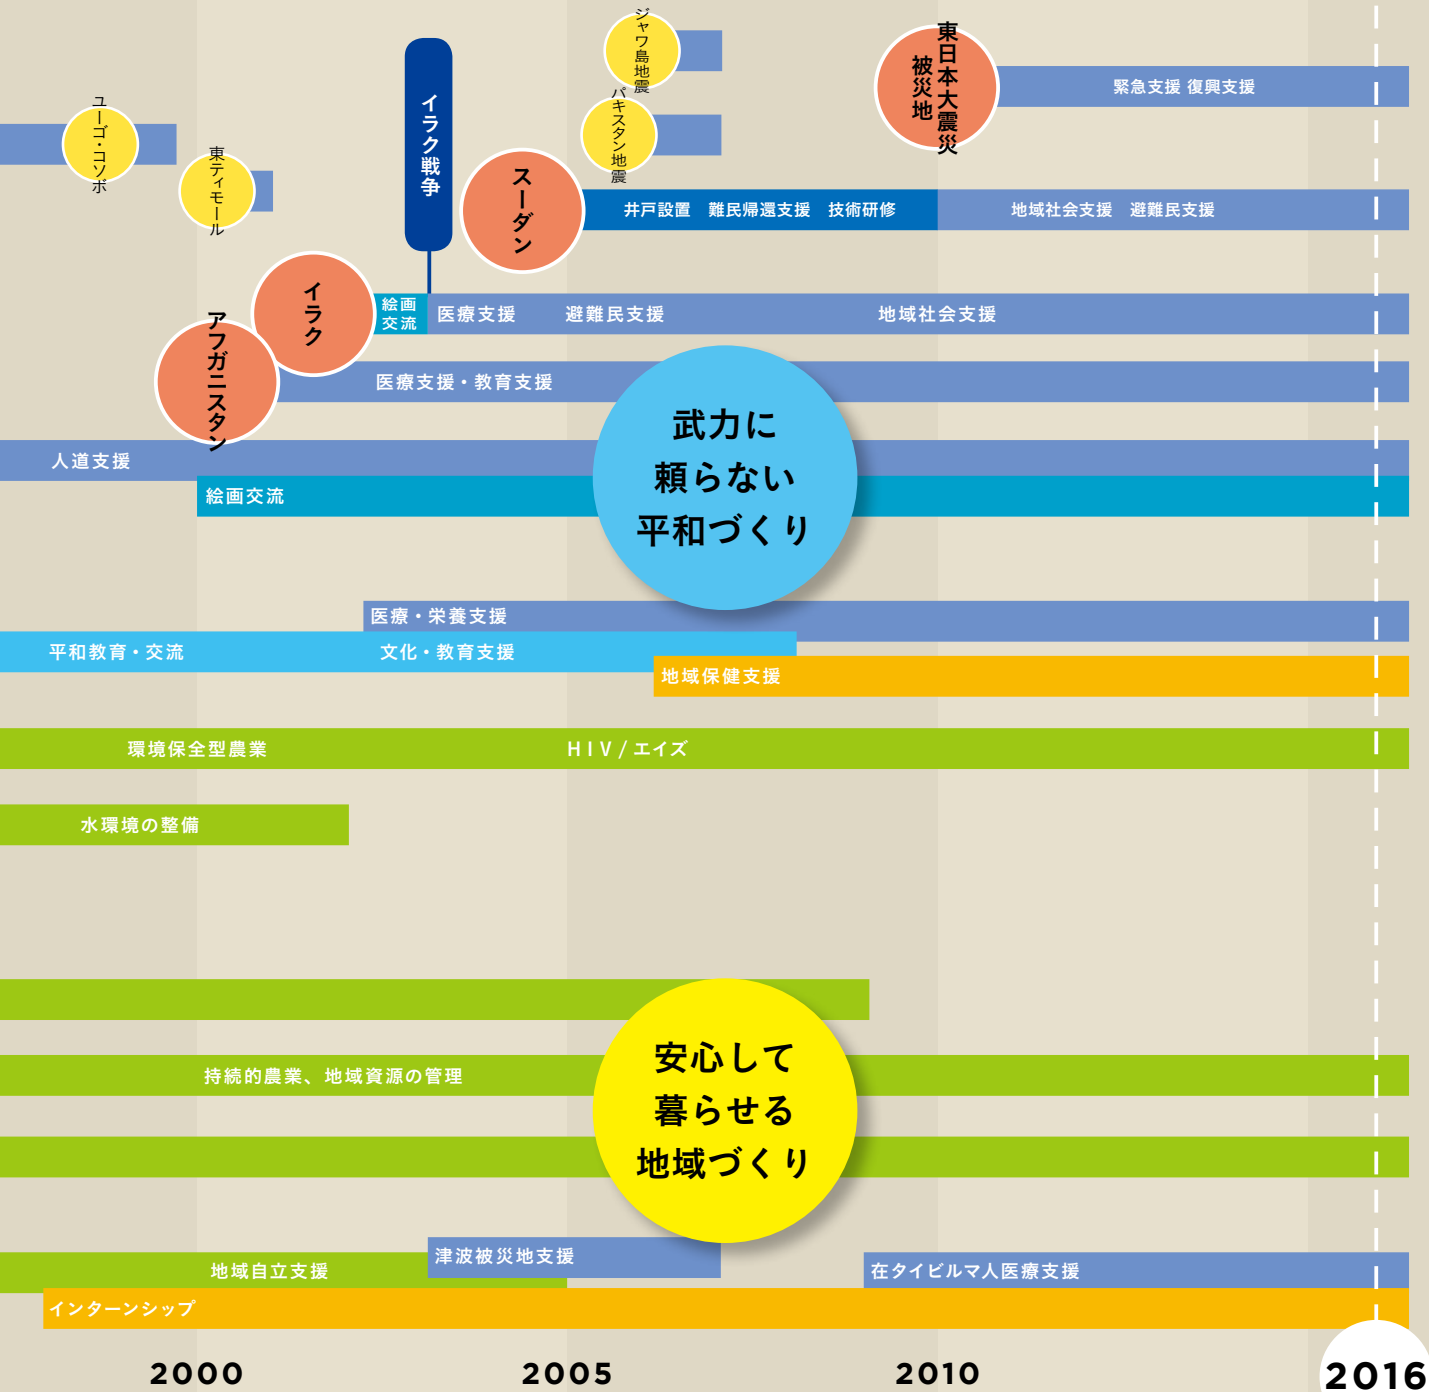 ジャワ島地震
東日本大震災
被災地
緊急支援 復興支援
イラク戦争
パキスタン地震
ユーゴ・コソボ
東ティモール
スーダン
井戸設置 難民帰還支援 技術研修
地域社会支援 避難民支援
イラク
絵画
交流
医療支援
避難民支援
地域社会支援
アフガニスタン
医療支援・教育支援
武力に
頼らない
平和づくり
人道支援
絵画交流
医療・栄養支援
平和教育・交流
文化・教育支援
地域保健支援
環境保全型農業
HIV/エイズ
水環境の整備
安心して
暮らせる
地域づくり
持続的農業、地域資源の管理
津波被災地支援
地域自立支援
在タイビルマ人医療支援
インターンシップ
2000
2005
2010
2016